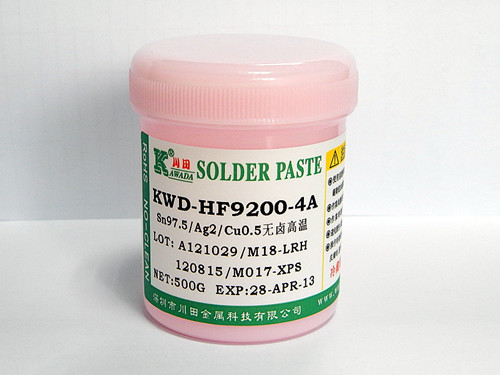 RoHS NO-CLEAN
K®川田
AWADA
SOLDER PASTE
KWD-HF9200-4A
Sn97.5/Ag2/Cu0.5无卤高温
LOT: A121029/M18-LRH
120815/M017-XPS
NET:500G EXP:28-APR-13
深圳市川田金属科技有限公司
www.